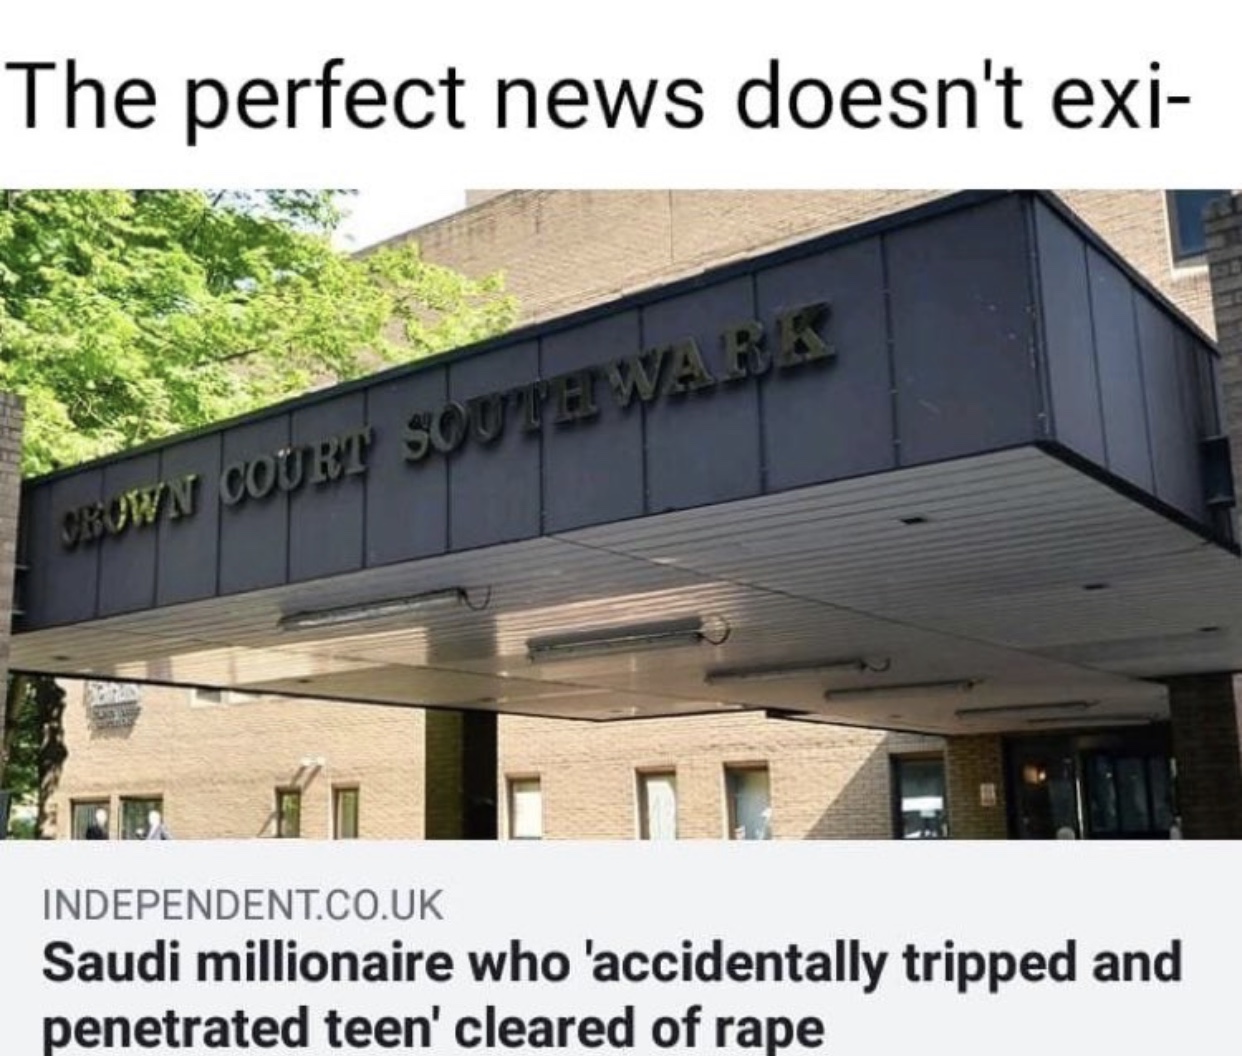 The perfect news doesn't exi-
CROWN COURT SOUTHWARK
INDEPENDENT.CO.UK
Saudi millionaire who 'accidentally tripped and
penetrated teen' cleared of rape